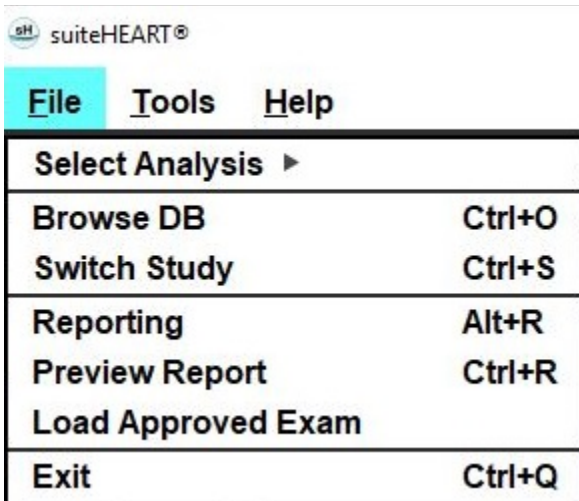 sH suiteHEART®
File Tools Help
Select Analysis
Browse DB Ctrl+O
Switch Study Ctrl+S
Reporting Alt+R
Preview Report Ctrl+R
Load Approved Exam
Exit Ctrl+Q